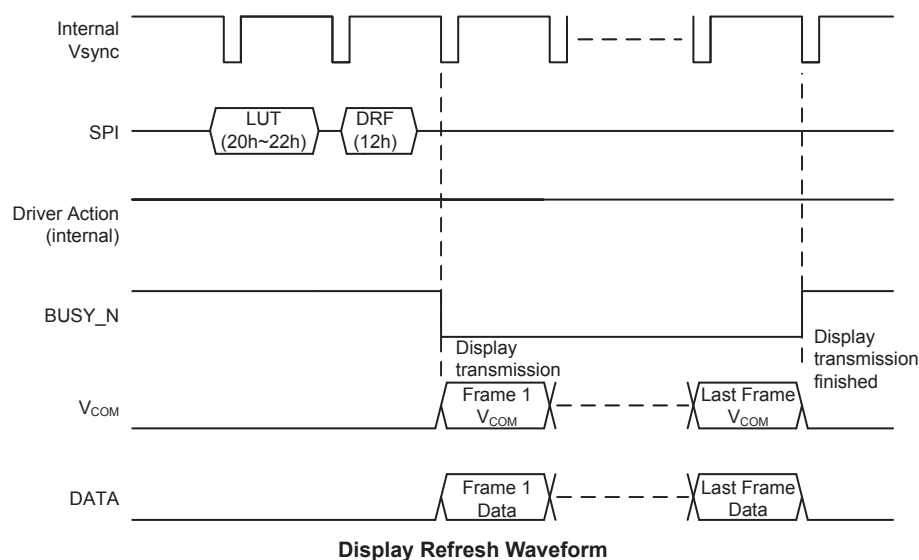 Internal
Vsync
SPI
LUT
(20h~22h)
DRF
(12h)
Driver Action
(internal)
BUSY_N
Display
transmission
Display
transmission
finished
VCOM
Frame 1
VCOM
Last Frame
VCOM
DATA
Frame 1
Data
Last Frame
Data
Display Refresh Waveform